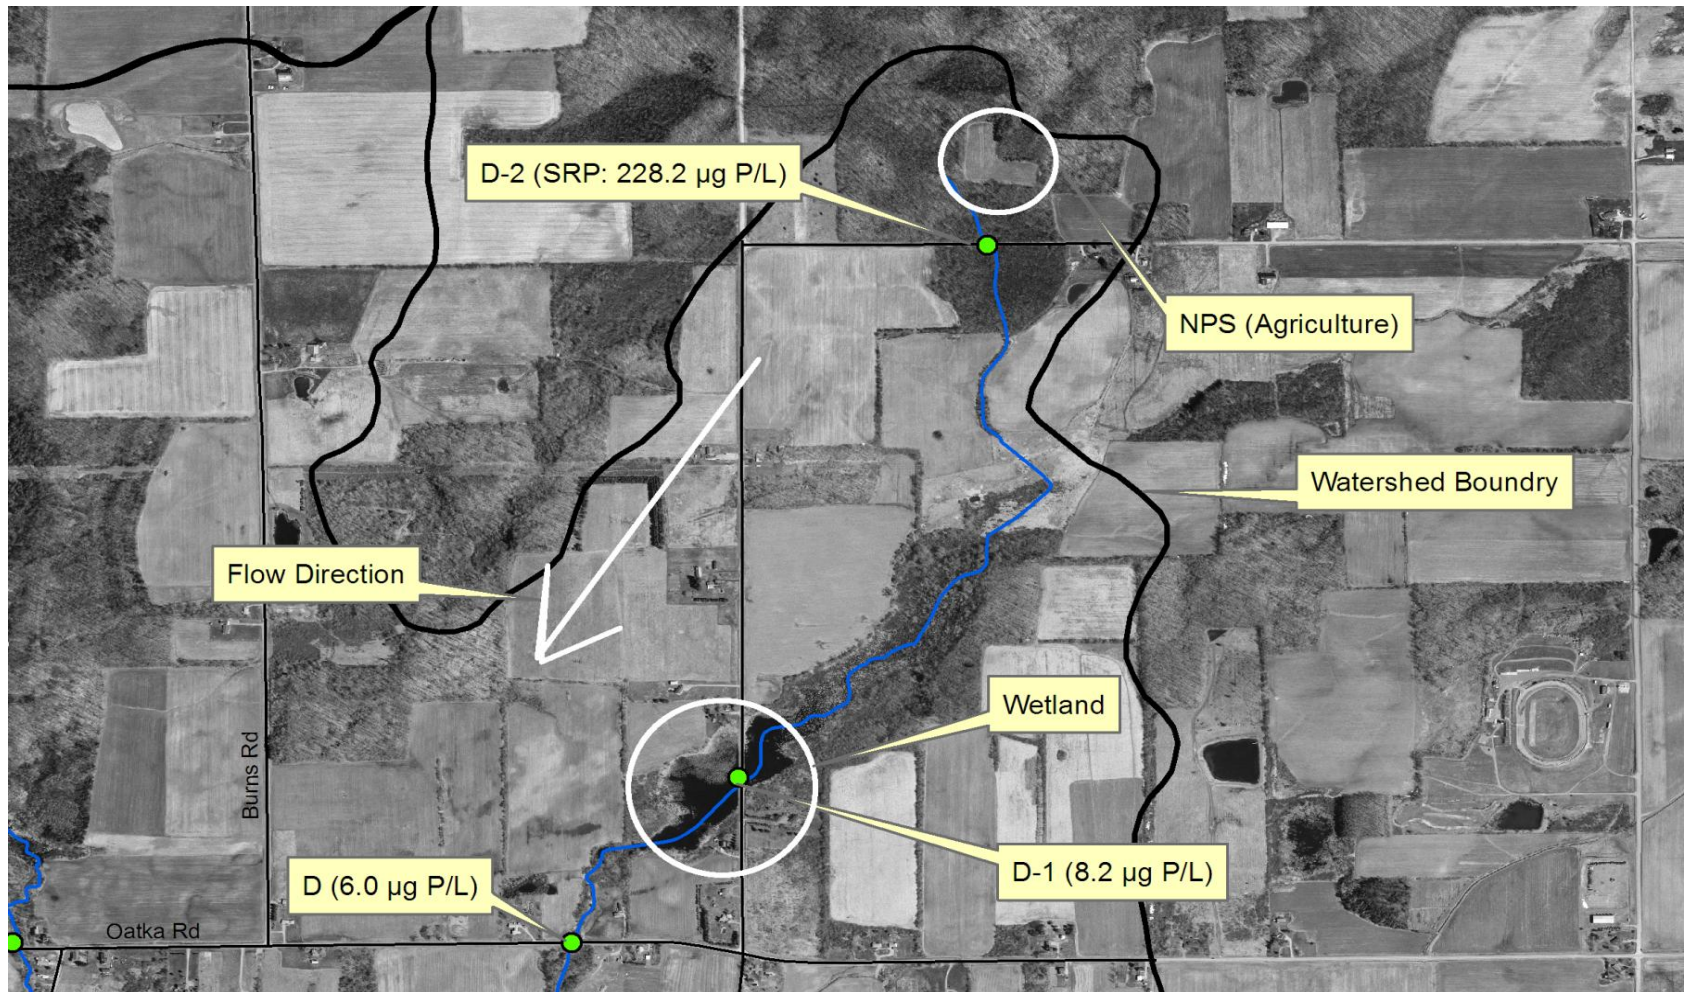 D-2 (SRP: 228.2 µg P/L)
NPS (Agriculture)
Watershed Boundry
Flow Direction
Wetland
Burns Rd
D-1 (8.2 µg P/L)
D (6.0 µg P/L)
Oatka Rd